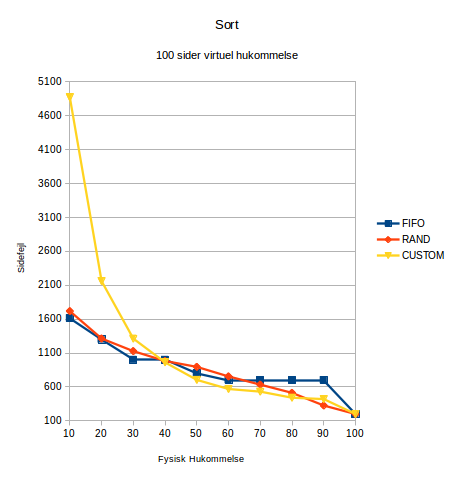 Sort
100 sider virtuel hukommelse
5100
4600
4100
3600
3100
2600
2100
1600
1100
600
100
Sidefejl
10 20 30 40 50 60 70 80 90 100
Fysisk Hukommelse
FIFO
RAND
CUSTOM